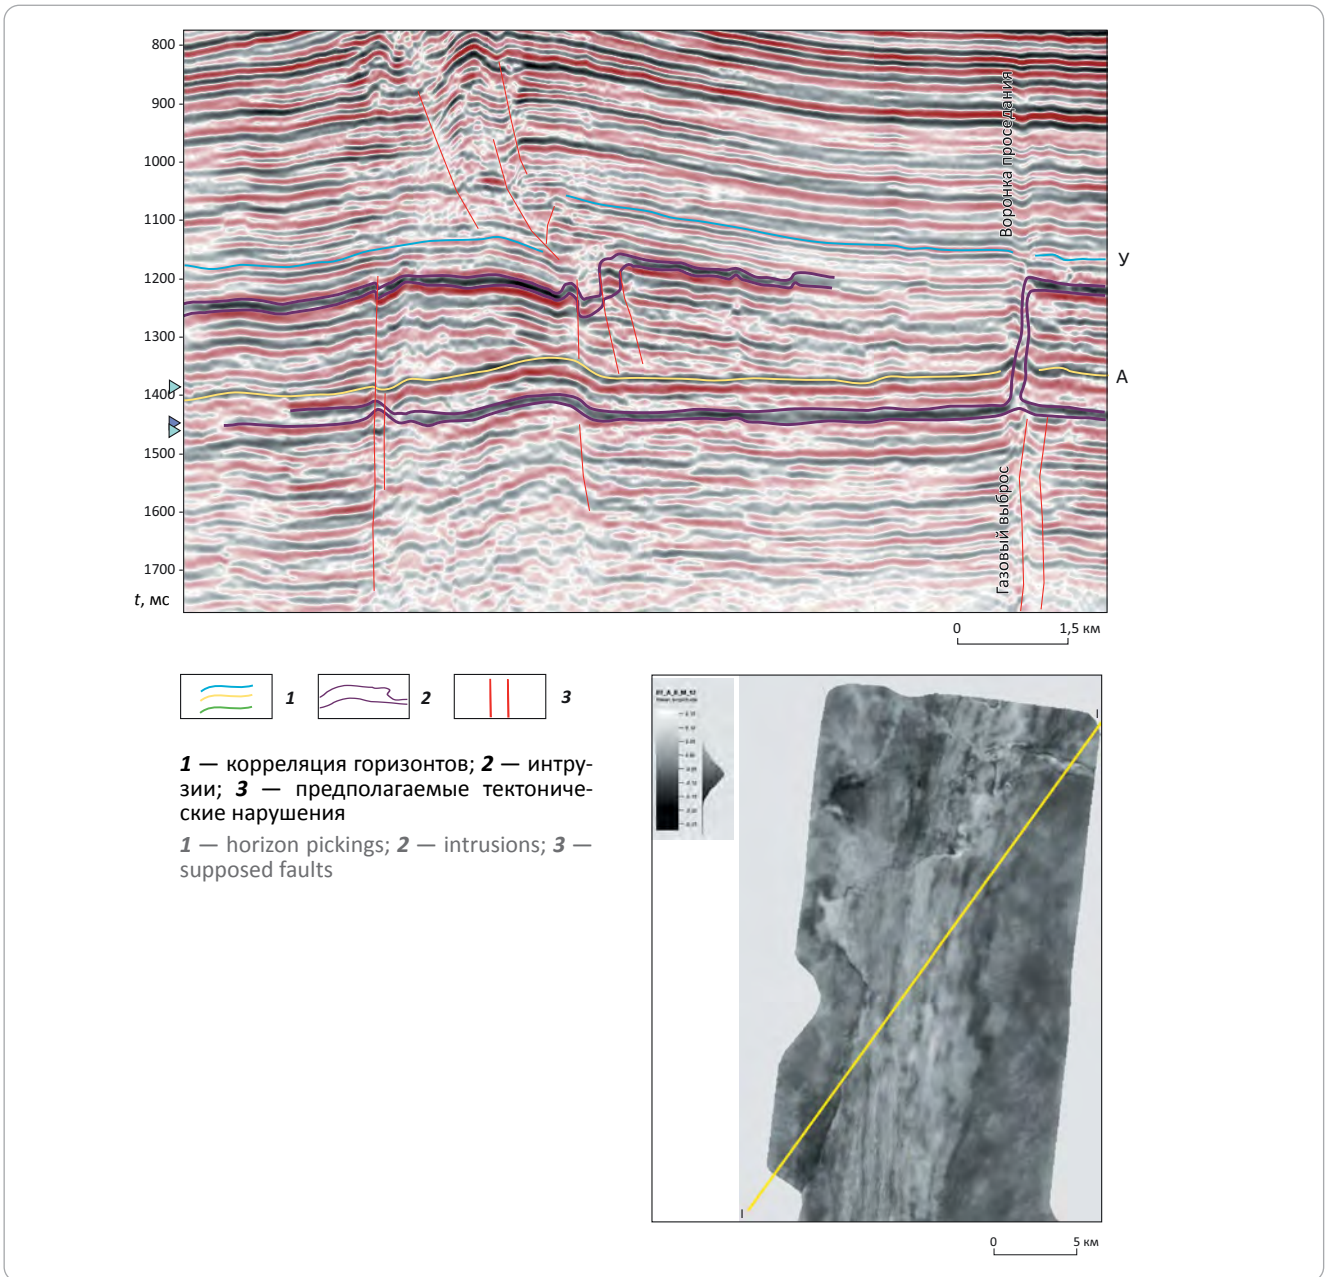 800
900
1000
1100
1200
1300
1400
1500
1600
1700
t, мс
Воронка проседания
Газовый выброс
У
А
0 1,5 км
1
2
3
1 — корреляция горизонтов; 2 — интру-
зии; 3 — предполагаемые тектониче-
ские нарушения
1 — horizon pickings; 2 — intrusions; 3 —
supposed faults
I
I
0 5 км